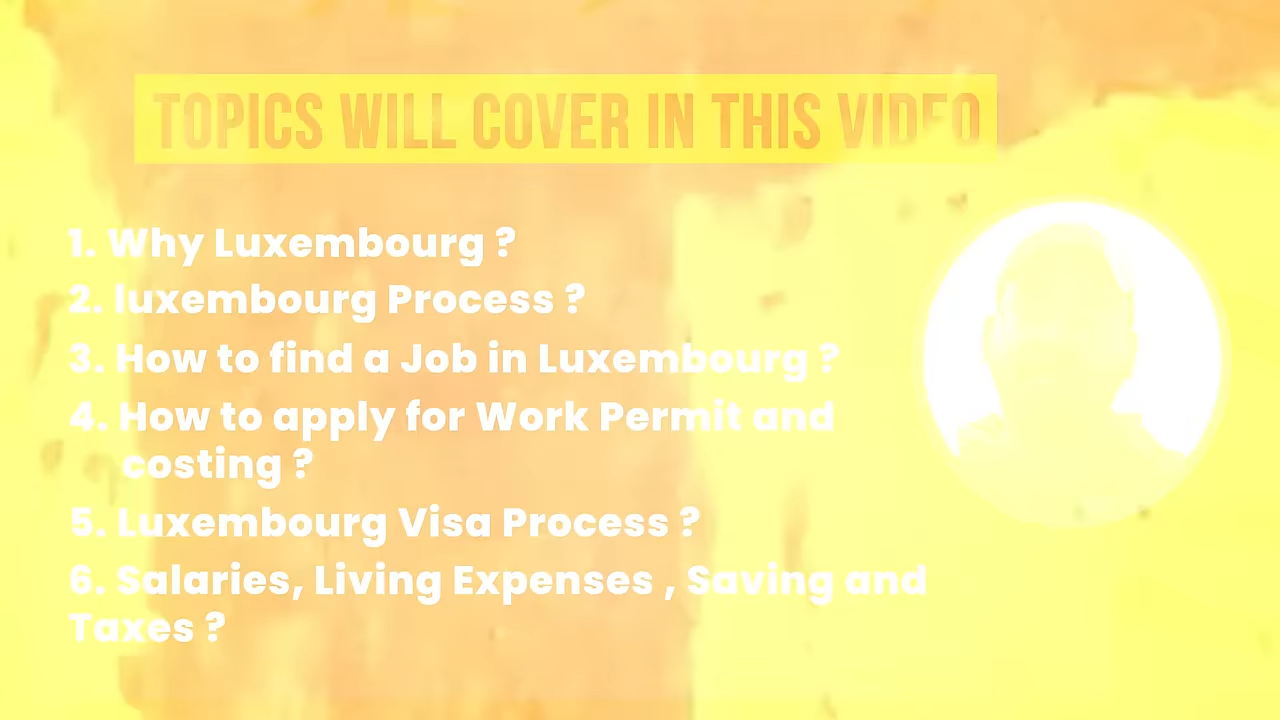 TOPICS WILL COVER IN THIS VIDEO
1. Why Luxembourg ?
2. luxembourg Process ?
3. How to find a Job in Luxembourg ?
4. How to apply for Work Permit and
costing ?
5. Luxembourg Visa Process ?
6. Salaries, Living Expenses , Saving and
Taxes ?